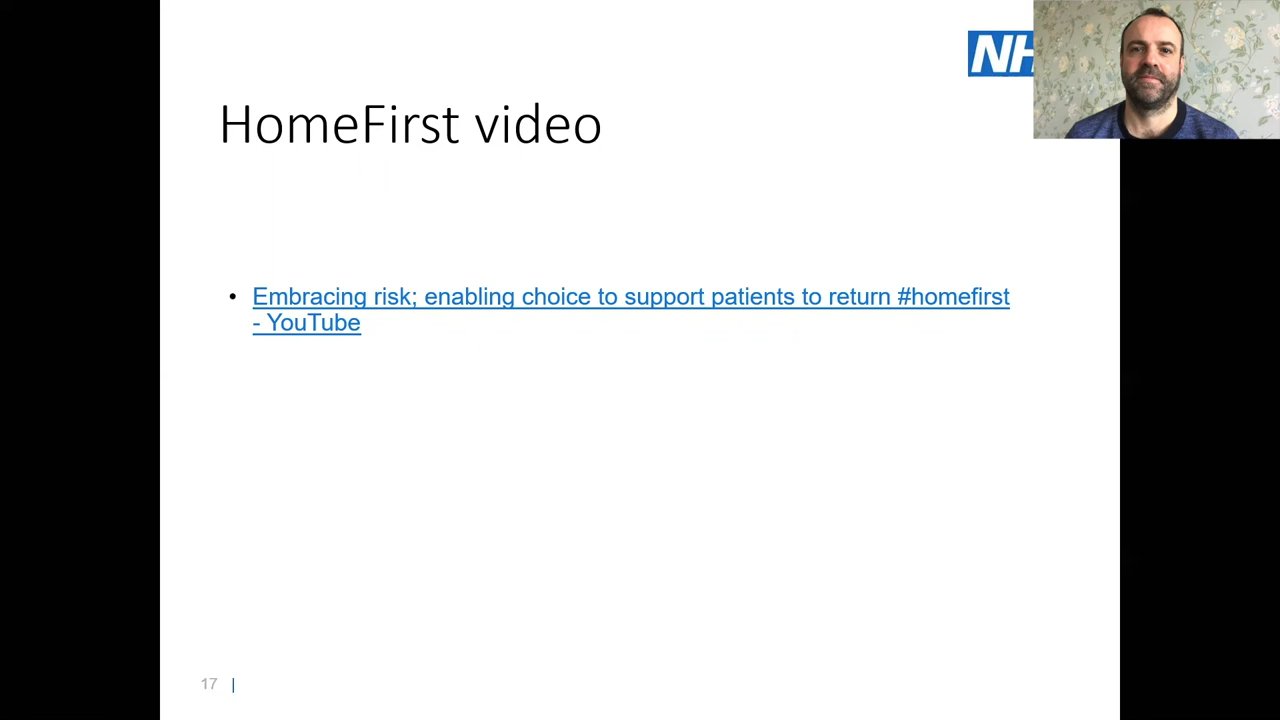 NH
HomeFirst video
• Embracing risk; enabling choice to support patients to return #homefirst
- YouTube
17 |